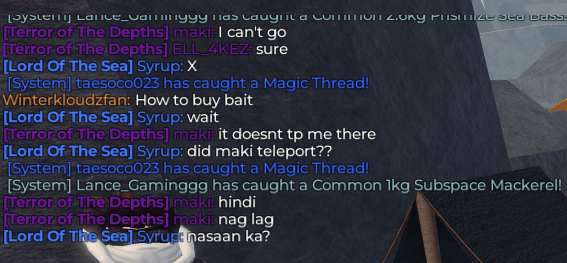 [System] Lance_Gaminggg has caught a Common 2.6kg Prismize Sea Bass!
[Terror of The Depths] maki: I can't go
[Terror of The Depths] ELL_4KEZ: sure
[Lord Of The Sea] Syrup: X
[System] taesoco023 has caught a Magic Thread!
Winterkloudzfan: How to buy bait
[Lord Of The Sea] Syrup: wait
[Terror of The Depths] maki: it doesnt tp me there
[Lord Of The Sea] Syrup: did maki teleport??
[System] taesoco023 has caught a Magic Thread!
[System] Lance_Gaminggg has caught a Common 1kg Subspace Mackerel!
[Terror of The Depths] maki: hindi
[Terror of The Depths] maki: nag lag
[Lord Of The Sea] Syrup: nasaan ka?